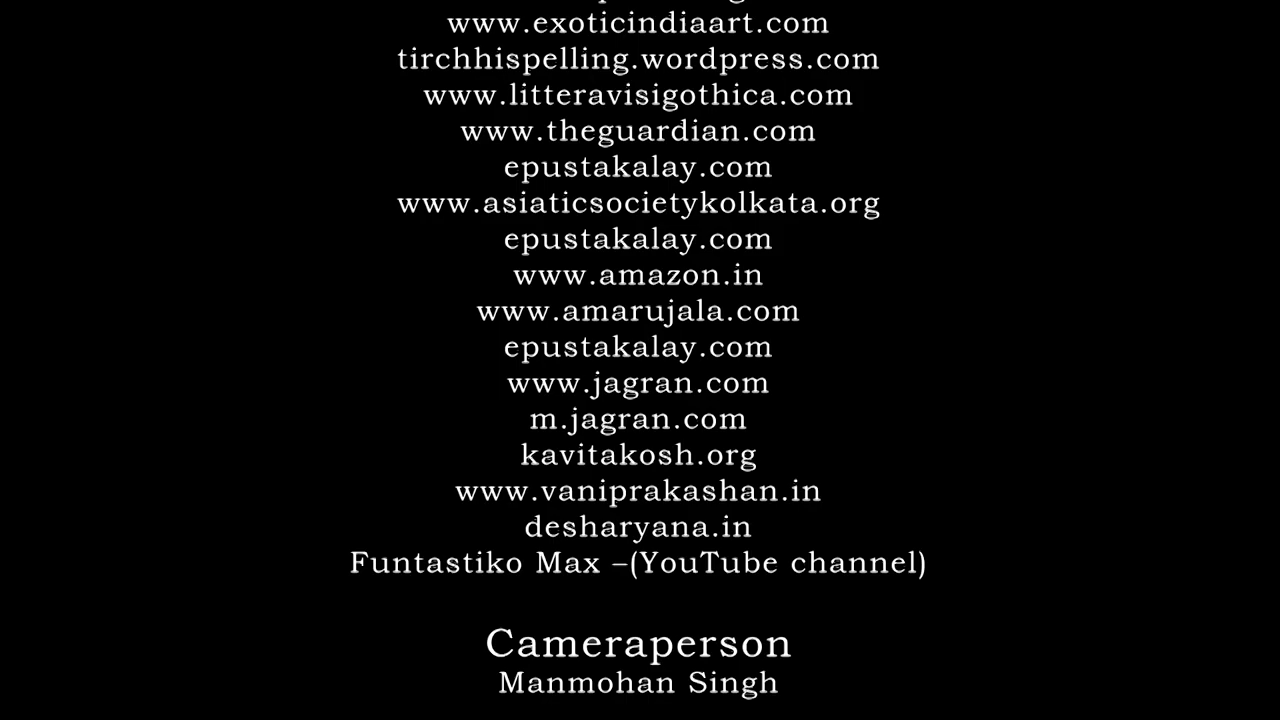 www.exoticindiaart.com
tirchhispelling.wordpress.com
www.litteravisigothica.com
www.theguardian.com
epustakalay.com
www.asiaticsocietykolkata.org
epustakalay.com
www.amazon.in
www.amarujala.com
epustakalay.com
www.jagran.com
m.jagran.com
kavitakosh.org
www.vaniprakashan.in
desharyana.in
Funtastiko Max –(YouTube channel)
Cameraperson
Manmohan Singh